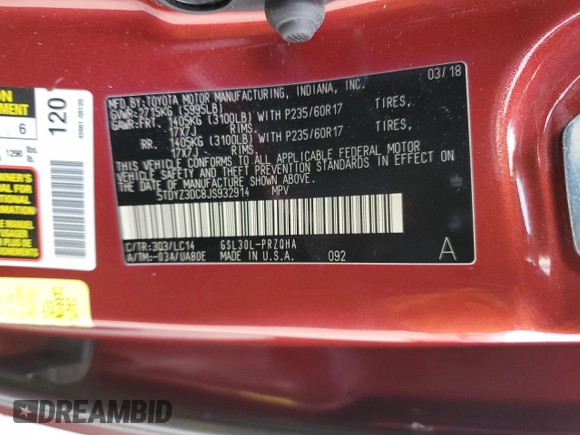 MFD. BY: TOYOTA MOTOR MANUFACTURING, INDIANA, INC. 03/18
GVWR: 2715KG (5995LB)
GAWR:FRT. 1405KG (3100LB) WITH P235/60R17 TIRES,
17X7J RIMS
RR. 1405KG (3100LB) WITH P235/60R17 TIRES,
17X7J RIMS
THIS VEHICLE CONFORMS TO ALL APPLICABLE FEDERAL MOTOR
VEHICLE SAFETY AND THEFT PREVENTION STANDARDS IN EFFECT ON
THE DATE OF MANUFACTURE SHOWN ABOVE.
5TDYZ3DC8JS932914 MPV
C/TR:3Q3/LC14 GSL30L-PRZQHA
A/TM:-03A/UA80E MADE IN U.S.A. 092 A
120
6
1290 lbs.
DREAMBID